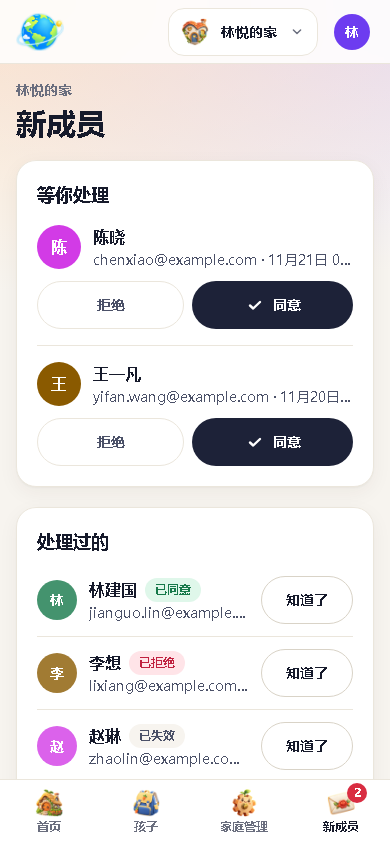 林悦的家
林
林悦的家
新成员
等你处理
陈
陈晓
chenxiao@example.com · 11月21日 0...
拒绝
同意
王
王一凡
yifan.wang@example.com · 11月20日...
拒绝
同意
处理过的
林
林建国 已同意
jianguo.lin@example....
知道了
李
李想 已拒绝
lixiang@example.com...
知道了
赵
赵琳 已失效
zhaolin@example.co...
知道了
2
首页
孩子
家庭管理
新成员